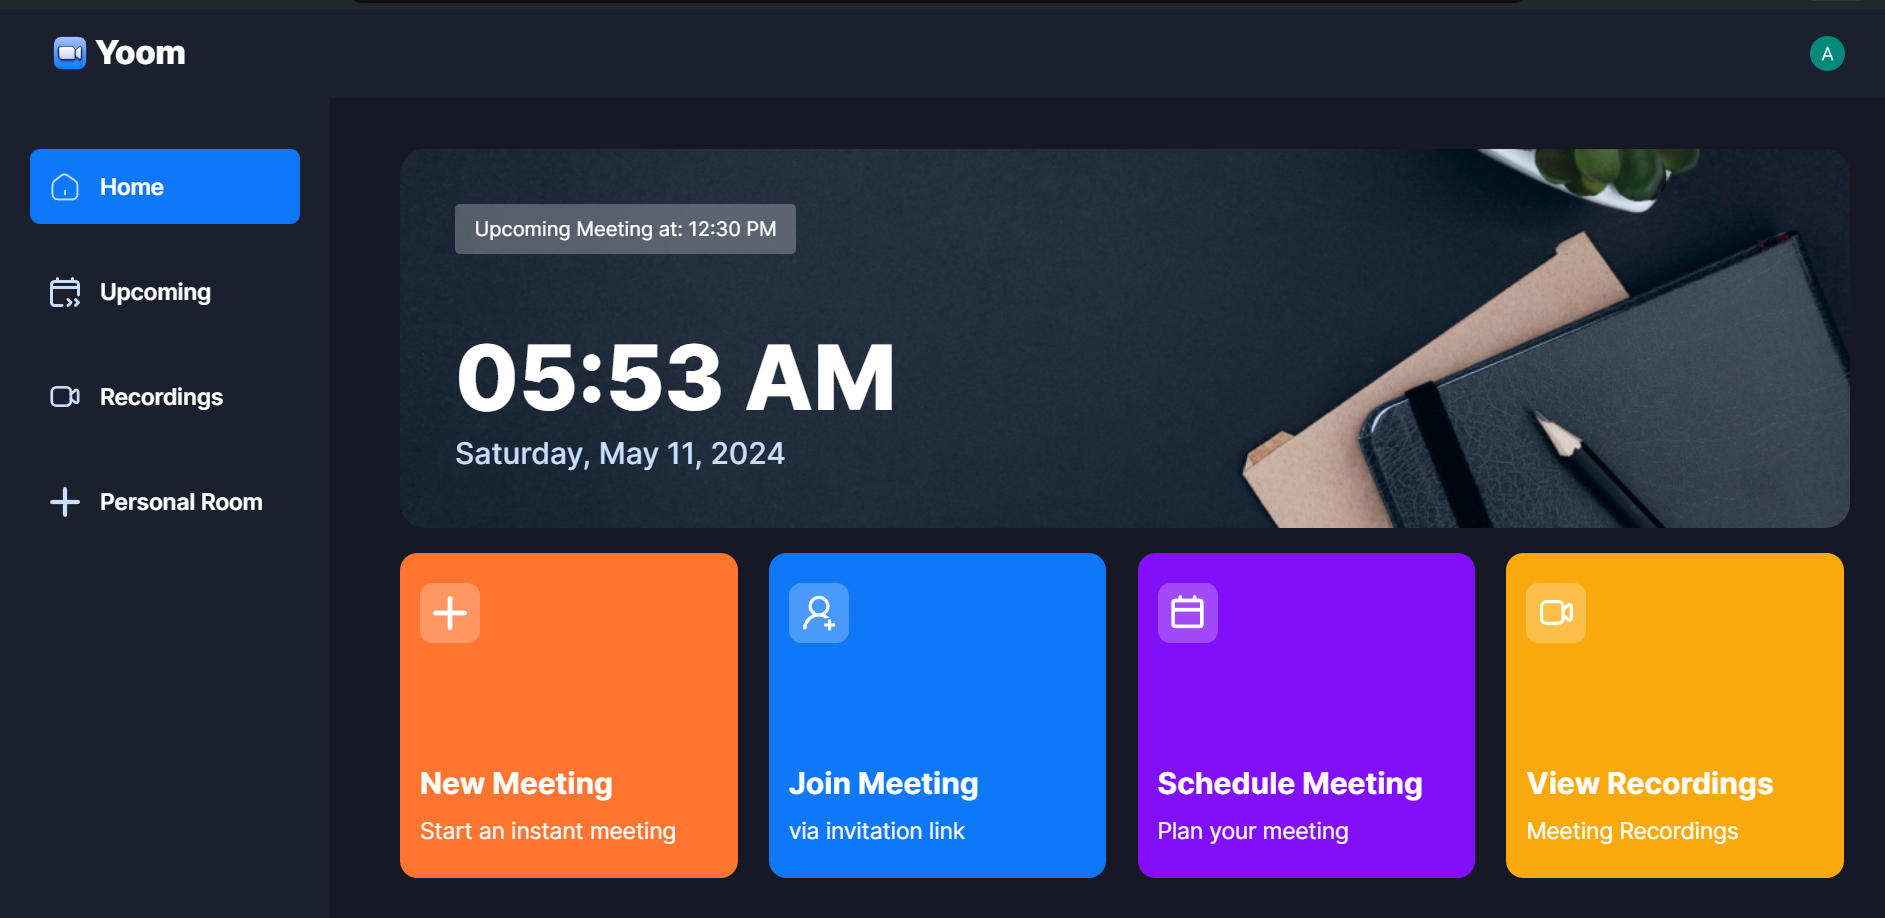 Yoom
A
Home
Upcoming
Recordings
Personal Room
Upcoming Meeting at: 12:30 PM
05:53 AM
Saturday, May 11, 2024
New Meeting
Start an instant meeting
Join Meeting
via invitation link
Schedule Meeting
Plan your meeting
View Recordings
Meeting Recordings